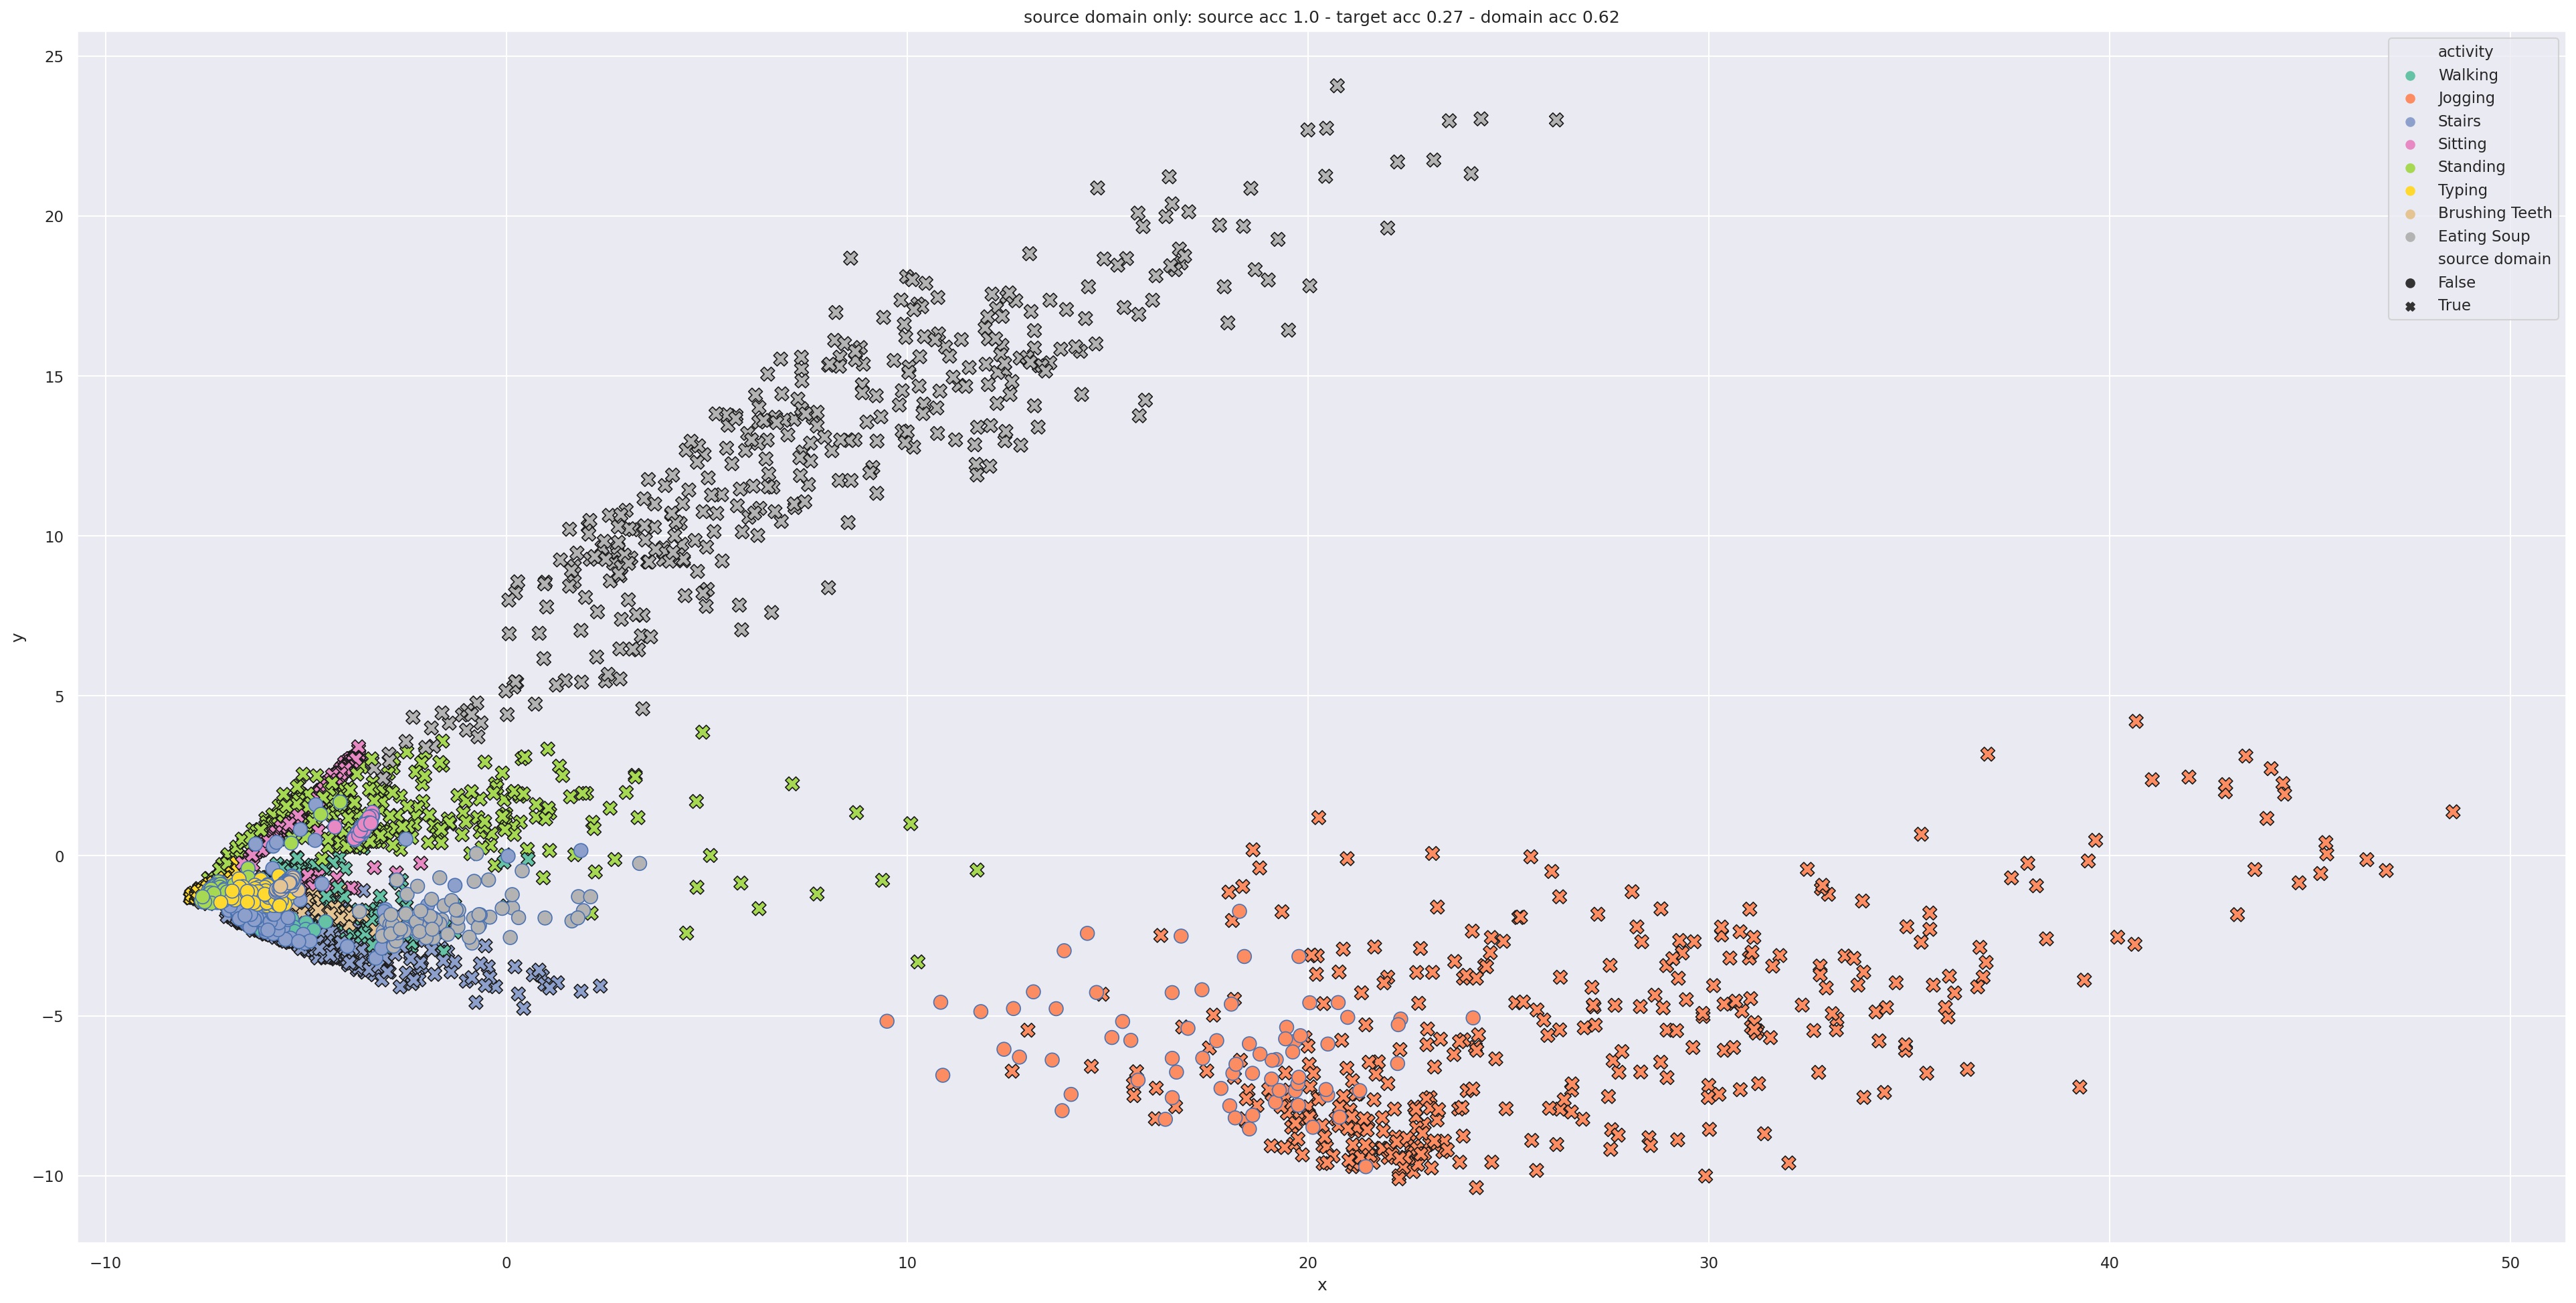 source domain only: source acc 1.0 - target acc 0.27 - domain acc 0.62
25
20
15
10
5
0
−5
−10
y
−10
0
10
20
30
40
50
x
activity
Walking
Jogging
Stairs
Sitting
Standing
Typing
Brushing Teeth
Eating Soup
source domain
False
True